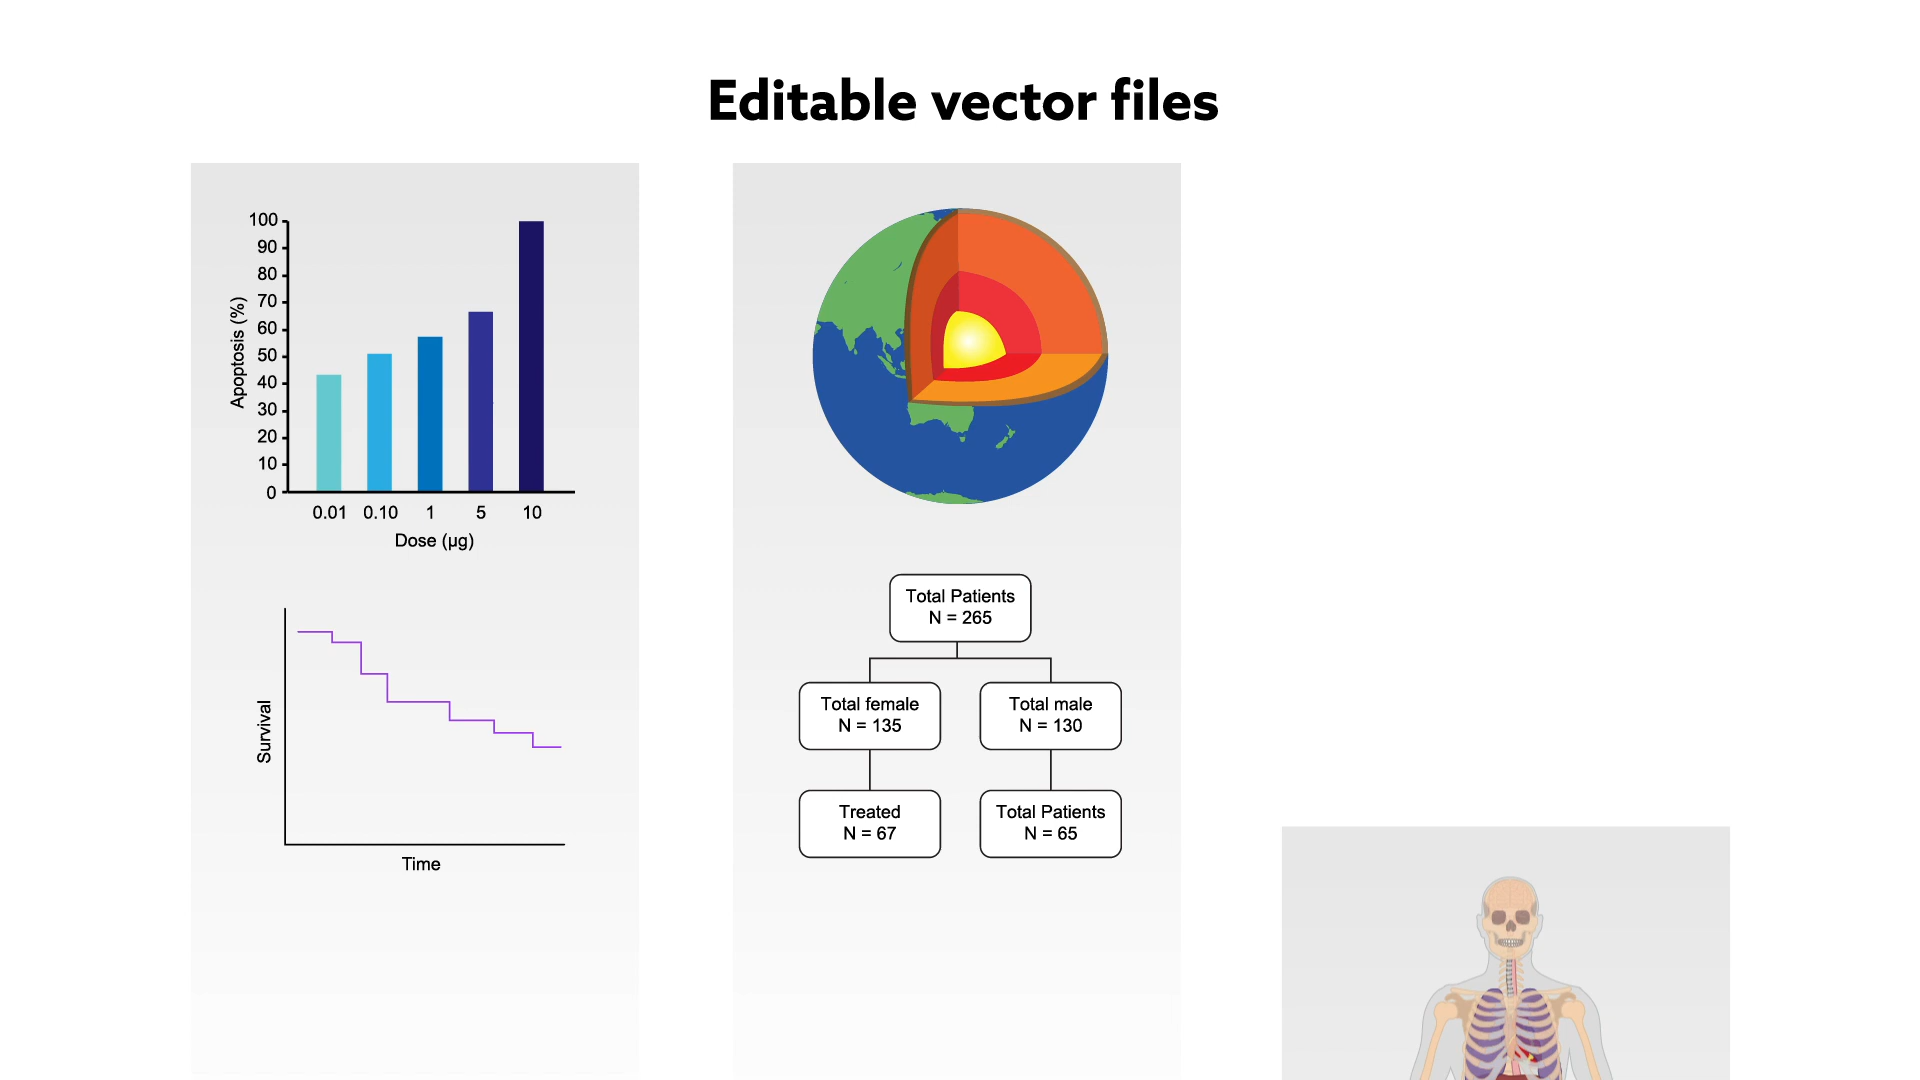 Editable vector files
100
90
80
70
60
50
40
30
20
10
0
Apoptosis (%)
0.01 0.10 1 5 10
Dose (µg)
Survival
Time
Total Patients
N = 265
Total female
N = 135
Total male
N = 130
Treated
N = 67
Total Patients
N = 65